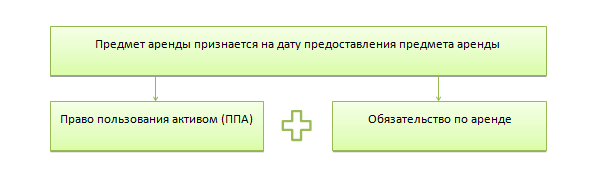 Предмет аренды признается на дату предоставления предмета аренды
Право пользования активом (ППА)
Обязательство по аренде